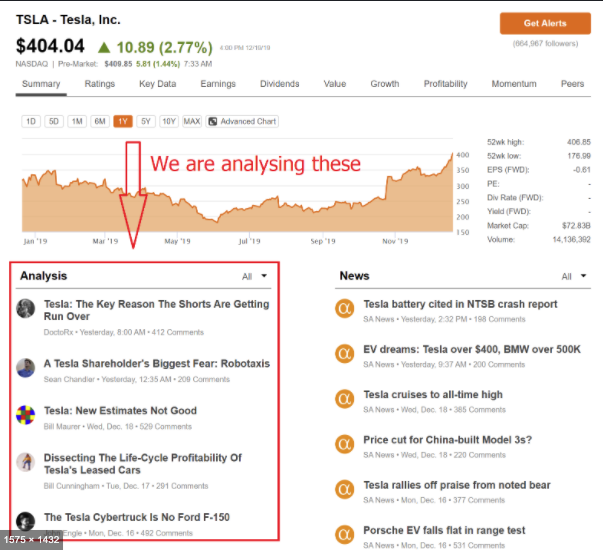 TSLA - Tesla, Inc.
Get Alerts
$404.04 ▲ 10.89 (2.77%) 4:00 PM 12/19/19
(664,967 followers)
NASDAQ | Pre-Market: $409.85 5.81 (1.44%) 7:33 AM
Summary Ratings Key Data Earnings Dividends Value Growth Profitability Momentum Peers
1D 5D 1M 6M 1Y 5Y 10Y MAX Advanced Chart
We are analysing these
400
350
300
250
200
150
Jan '19 Mar '19 May '19 Jul '19 Sep '19 Nov '19
52wk high: 406.85
52wk low: 176.99
EPS (FWD): -0.61
PE: -
Div Rate (FWD): -
Yield (FWD): -
Market Cap: $72.83B
Volume: 14,136,392
Analysis All
Tesla: The Key Reason The Shorts Are Getting
Run Over
DoctoRx • Yesterday, 8:00 AM • 412 Comments
A Tesla Shareholder's Biggest Fear: Robotaxis
Sean Chandler • Yesterday, 12:35 AM • 209 Comments
Tesla: New Estimates Not Good
Bill Maurer • Wed, Dec. 18 • 529 Comments
Dissecting The Life-Cycle Profitability Of
Tesla's Leased Cars
Bill Cunningham • Tue, Dec. 17 • 291 Comments
The Tesla Cybertruck Is No Ford F-150
Engle • Mon, Dec. 16 • 492 Comments
1575 × 1432
News All
Tesla battery cited in NTSB crash report
SA News • Yesterday, 2:32 PM • 198 Comments
EV dreams: Tesla over $400, BMW over 500K
SA News • Yesterday, 9:37 AM • 200 Comments
Tesla cruises to all-time high
SA News • Wed, Dec. 18 • 385 Comments
Price cut for China-built Model 3s?
SA News • Wed, Dec. 18 • 220 Comments
Tesla rallies off praise from noted bear
SA News • Mon, Dec. 16 • 377 Comments
Porsche EV falls flat in range test
SA News • Mon, Dec. 16 • 531 Comments